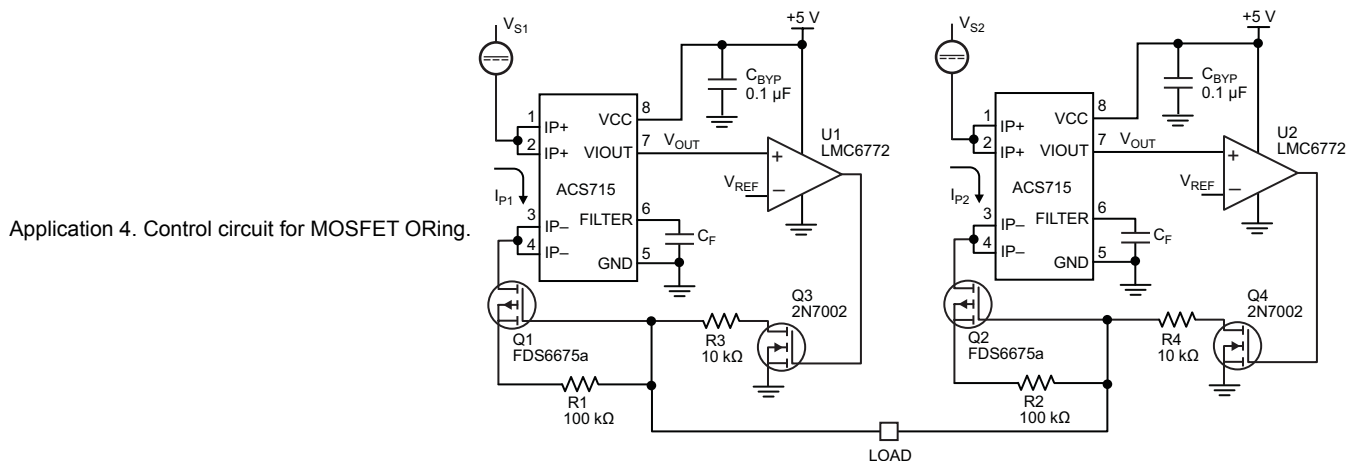 Application 4. Control circuit for MOSFET ORing.
VS1
+5 V
CBYP
0.1 µF
1
IP+
2
IP+
VCC
8
VIOUT
7
VOUT
U1
LMC6772
+
VREF
–
ACS715
IP1
3
IP–
4
IP–
FILTER
6
CF
GND
5
Q1
FDS6675a
R3
10 kΩ
Q3
2N7002
R1
100 kΩ
VS2
+5 V
CBYP
0.1 µF
1
IP+
2
IP+
VCC
8
VIOUT
7
VOUT
U2
LMC6772
+
VREF
–
ACS715
IP2
3
IP–
4
IP–
FILTER
6
CF
GND
5
Q2
FDS6675a
R4
10 kΩ
Q4
2N7002
R2
100 kΩ
LOAD